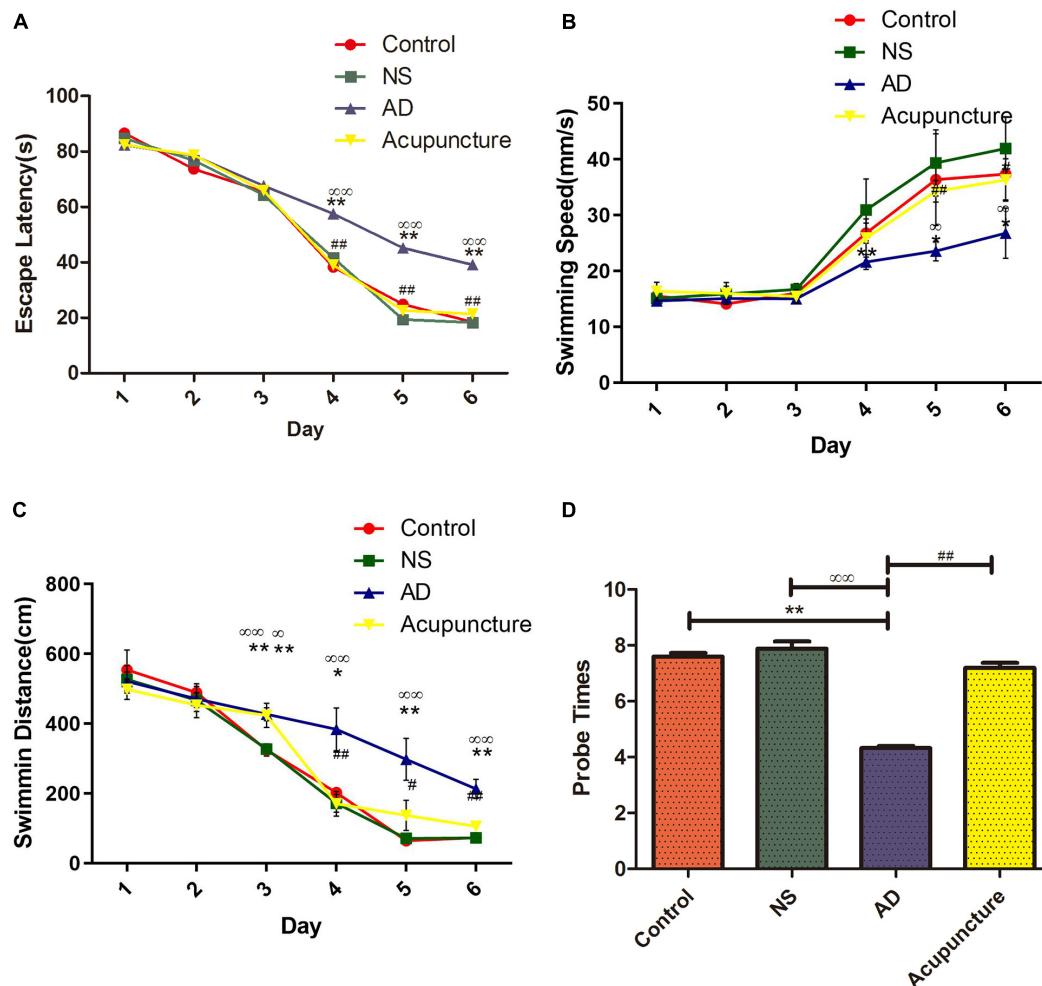 A
Control
NS
AD
Acupuncture
Escape Latency(s)
100
80
60
40
20
0
∞∞
**
∞∞
**
∞∞
**
##
##
##
1 2 3 4 5 6
Day
B
Control
NS
AD
Acupuncture
Swimming Speed(mm/s)
50
40
30
20
10
0
**
##
∞
*
#
∞
*
1 2 3 4 5 6
Day
C
Control
NS
AD
Acupuncture
Swimmin Distance(cm)
800
600
400
200
0
∞∞ ∞
** **
∞∞
*
##
∞∞
**
#
∞∞
**
##
1 2 3 4 5 6
Day
D
##
∞∞
**
Probe Times
10
8
6
4
2
0
Control NS AD Acupuncture